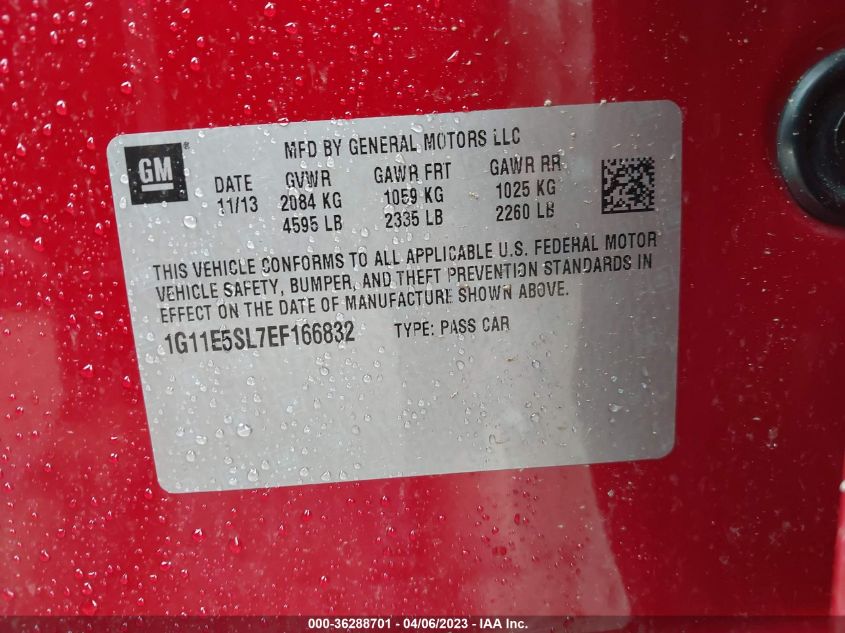 GM
MFD BY GENERAL MOTORS LLC
DATE GVWR GAWR FRT GAWR RR
11/13 2084 KG 1059 KG 1025 KG
4595 LB 2335 LB 2260 LB
THIS VEHICLE CONFORMS TO ALL APPLICABLE U.S. FEDERAL MOTOR
VEHICLE SAFETY, BUMPER, AND THEFT PREVENTION STANDARDS IN
EFFECT ON THE DATE OF MANUFACTURE SHOWN ABOVE.
1G11E5SL7EF166832 TYPE: PASS CAR
000-36288701 - 04/06/2023 - IAA Inc.